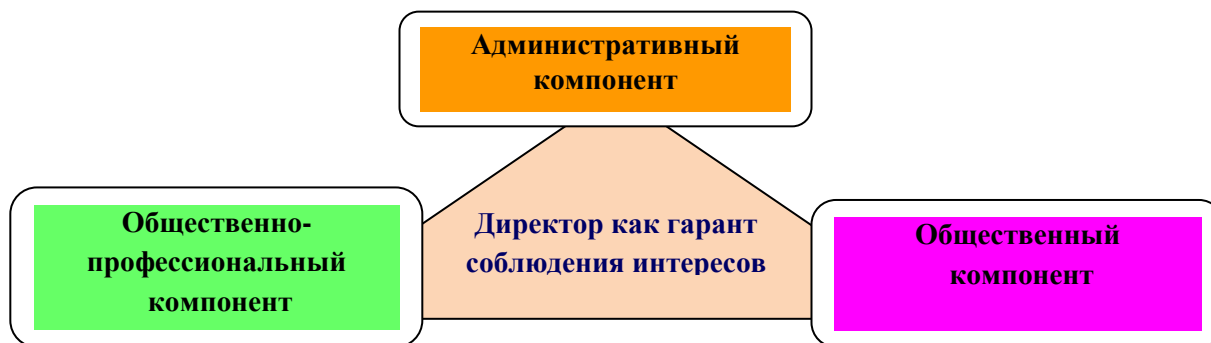 Административный
компонент
Общественно-
профессиональный
компонент
Директор как гарант
соблюдения интересов
Общественный
компонент